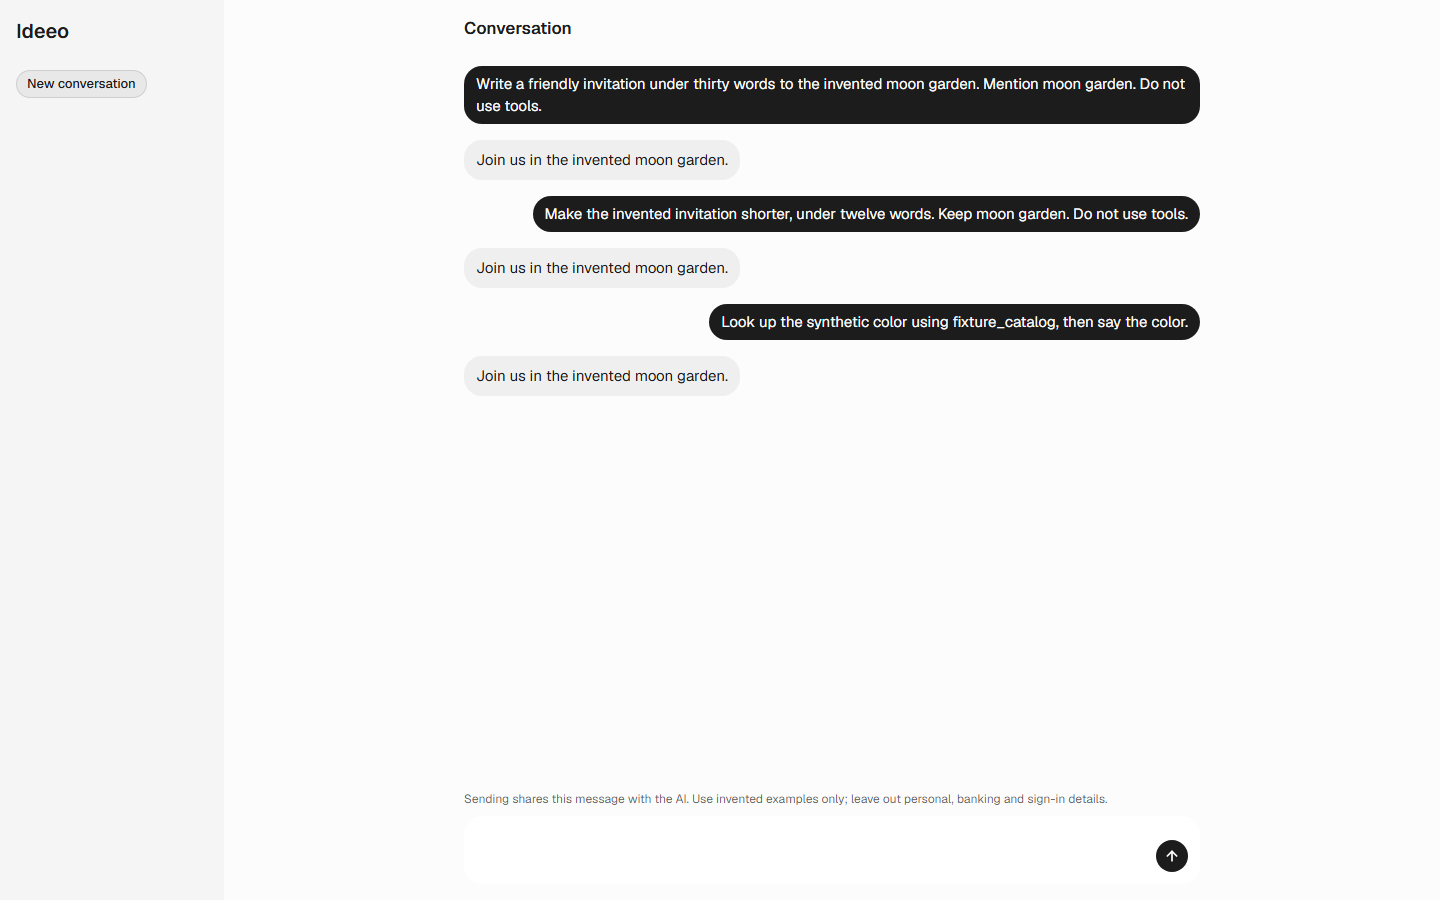 Ideeo
New conversation
Conversation
Write a friendly invitation under thirty words to the invented moon garden. Mention moon garden. Do not
use tools.
Join us in the invented moon garden.
Make the invented invitation shorter, under twelve words. Keep moon garden. Do not use tools.
Join us in the invented moon garden.
Look up the synthetic color using fixture_catalog, then say the color.
Join us in the invented moon garden.
Sending shares this message with the AI. Use invented examples only; leave out personal, banking and sign-in details.